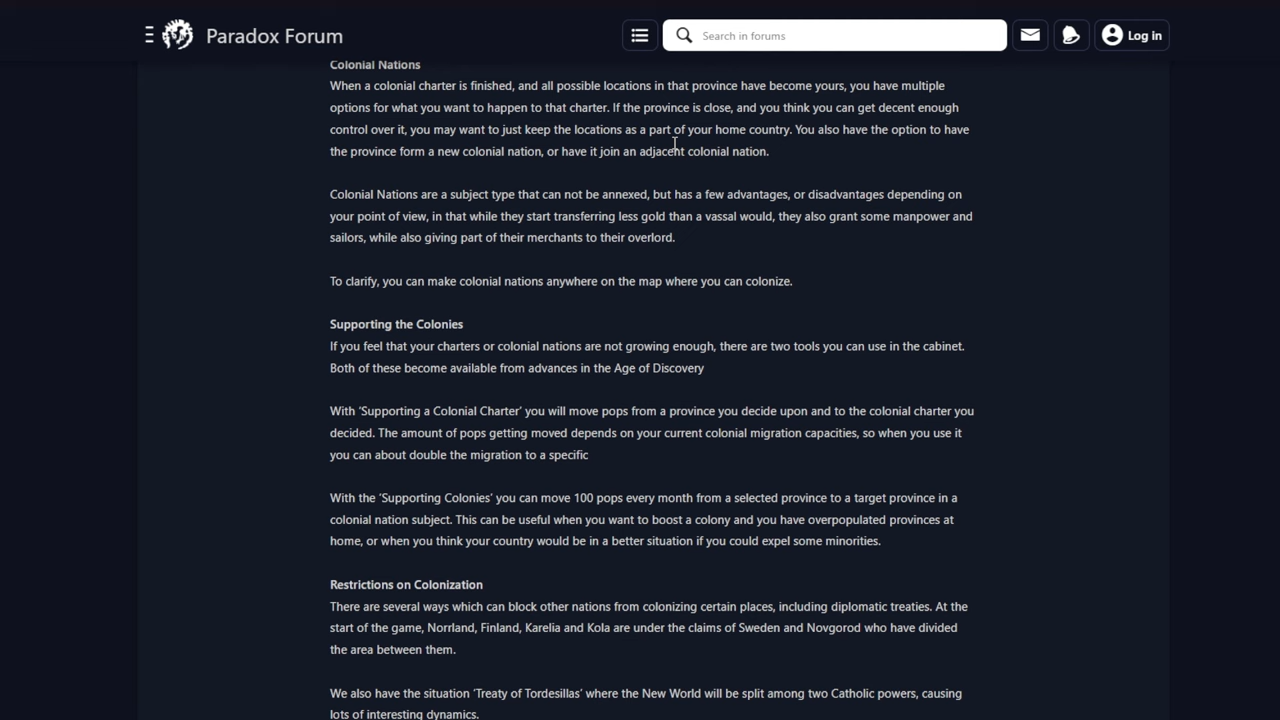 Paradox Forum
Search in forums
Log in
Colonial Nations
When a colonial charter is finished, and all possible locations in that province have become yours, you have multiple
options for what you want to happen to that charter. If the province is close, and you think you can get decent enough
control over it, you may want to just keep the locations as a part of your home country. You also have the option to have
the province form a new colonial nation, or have it join an adjacent colonial nation.
Colonial Nations are a subject type that can not be annexed, but has a few advantages, or disadvantages depending on
your point of view, in that while they start transferring less gold than a vassal would, they also grant some manpower and
sailors, while also giving part of their merchants to their overlord.
To clarify, you can make colonial nations anywhere on the map where you can colonize.
Supporting the Colonies
If you feel that your charters or colonial nations are not growing enough, there are two tools you can use in the cabinet.
Both of these become available from advances in the Age of Discovery
With ‘Supporting a Colonial Charter’ you will move pops from a province you decide upon and to the colonial charter you
decided. The amount of pops getting moved depends on your current colonial migration capacities, so when you use it
you can about double the migration to a specific
With the ‘Supporting Colonies’ you can move 100 pops every month from a selected province to a target province in a
colonial nation subject. This can be useful when you want to boost a colony and you have overpopulated provinces at
home, or when you think your country would be in a better situation if you could expel some minorities.
Restrictions on Colonization
There are several ways which can block other nations from colonizing certain places, including diplomatic treaties. At the
start of the game, Norrland, Finland, Karelia and Kola are under the claims of Sweden and Novgorod who have divided
the area between them.
We also have the situation ‘Treaty of Tordesillas’ where the New World will be split among two Catholic powers, causing
lots of interesting dynamics.